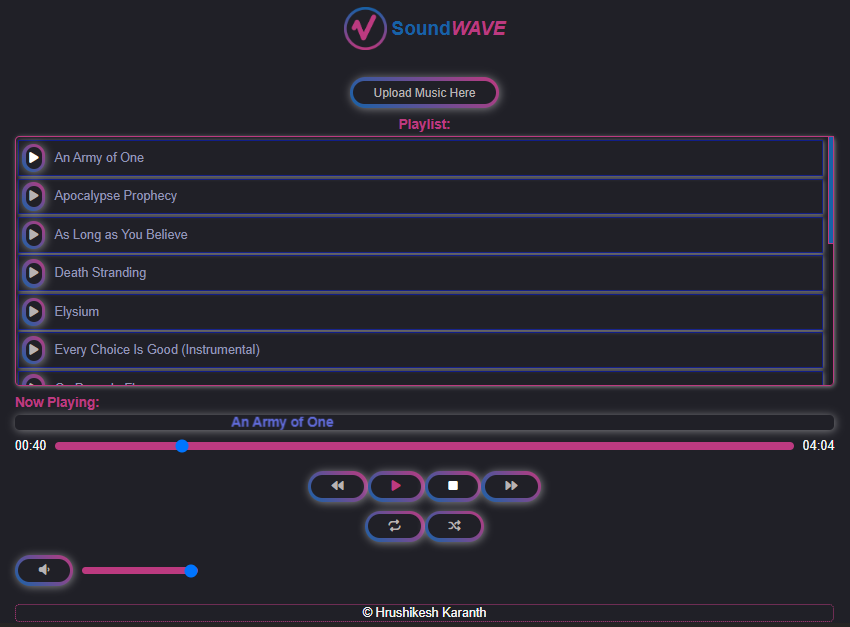 SoundWAVE
Upload Music Here
Playlist:
An Army of One
Apocalypse Prophecy
As Long as You Believe
Death Stranding
Elysium
Every Choice Is Good (Instrumental)
Now Playing:
An Army of One
00:40 04:04
© Hrushikesh Karanth